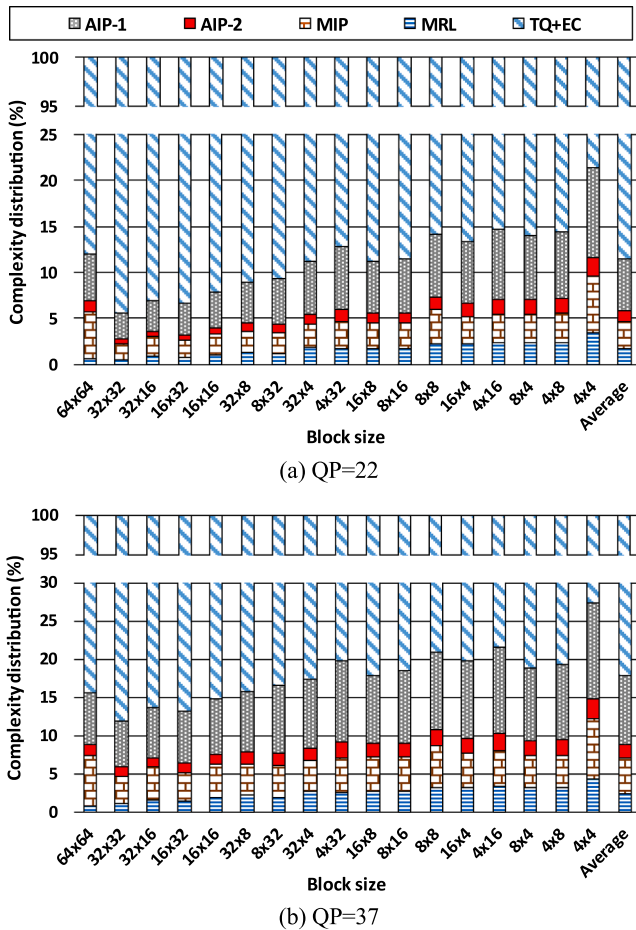 AIP-1 AIP-2 MIP MRL TQ+EC
Complexity distribution (%)
100
95
25
20
15
10
5
0
64x64 32x32 32x16 16x32 16x16 32x8 8x32 32x4 4x32 16x8 8x16 8x8 16x4 4x16 8x4 4x8 4x4 Average
Block size
(a) QP=22
Complexity distribution (%)
100
95
30
25
20
15
10
5
0
64x64 32x32 32x16 16x32 16x16 32x8 8x32 32x4 4x32 16x8 8x16 8x8 16x4 4x16 8x4 4x8 4x4 Average
Block size
(b) QP=37